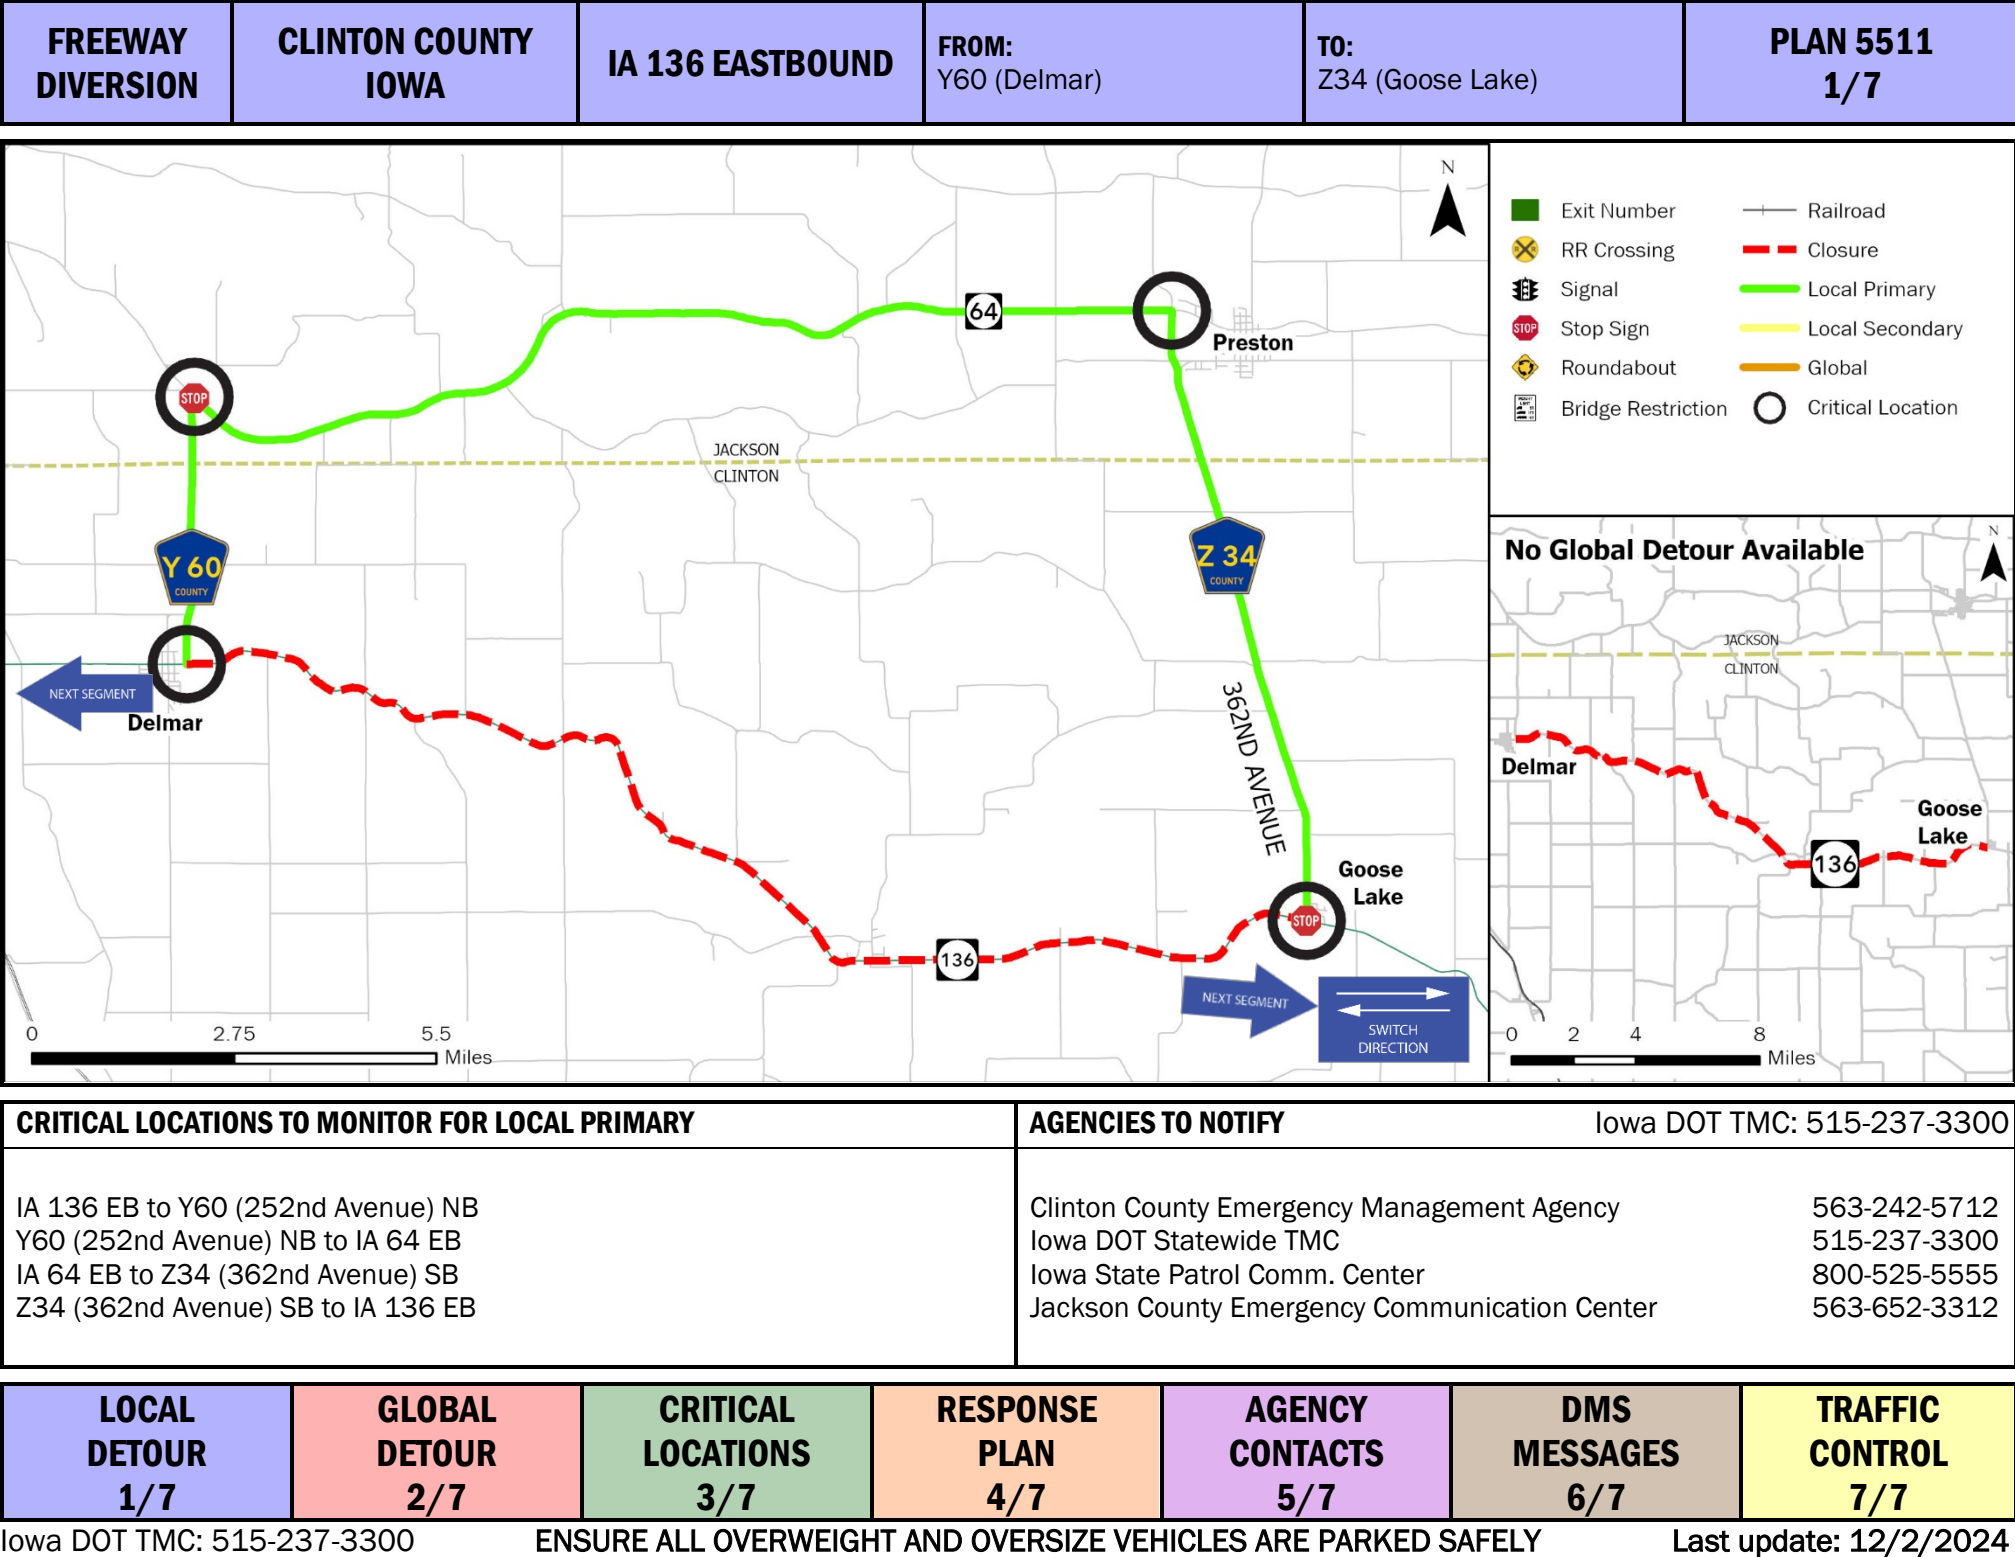 FREEWAY
DIVERSION
CLINTON COUNTY
IOWA
IA 136 EASTBOUND
FROM:
Y60 (Delmar)
TO:
Z34 (Goose Lake)
PLAN 5511
1/7
N
64
Preston
STOP
JACKSON
CLINTON
Y 60
COUNTY
Z 34
COUNTY
NEXT SEGMENT
Delmar
362ND AVENUE
Goose
Lake
STOP
136
NEXT SEGMENT
SWITCH
DIRECTION
0 2.75 5.5
Miles
Exit Number
Railroad
RR Crossing
Closure
Signal
Local Primary
STOP
Stop Sign
Local Secondary
Roundabout
Global
Bridge Restriction
Critical Location
No Global Detour Available
N
JACKSON
CLINTON
Delmar
Goose
Lake
136
0 2 4 8
Miles
CRITICAL LOCATIONS TO MONITOR FOR LOCAL PRIMARY
IA 136 EB to Y60 (252nd Avenue) NB
Y60 (252nd Avenue) NB to IA 64 EB
IA 64 EB to Z34 (362nd Avenue) SB
Z34 (362nd Avenue) SB to IA 136 EB
AGENCIES TO NOTIFY Iowa DOT TMC: 515-237-3300
Clinton County Emergency Management Agency 563-242-5712
Iowa DOT Statewide TMC 515-237-3300
Iowa State Patrol Comm. Center 800-525-5555
Jackson County Emergency Communication Center 563-652-3312
LOCAL
DETOUR
1/7
GLOBAL
DETOUR
2/7
CRITICAL
LOCATIONS
3/7
RESPONSE
PLAN
4/7
AGENCY
CONTACTS
5/7
DMS
MESSAGES
6/7
TRAFFIC
CONTROL
7/7
Iowa DOT TMC: 515-237-3300 ENSURE ALL OVERWEIGHT AND OVERSIZE VEHICLES ARE PARKED SAFELY Last update: 12/2/2024